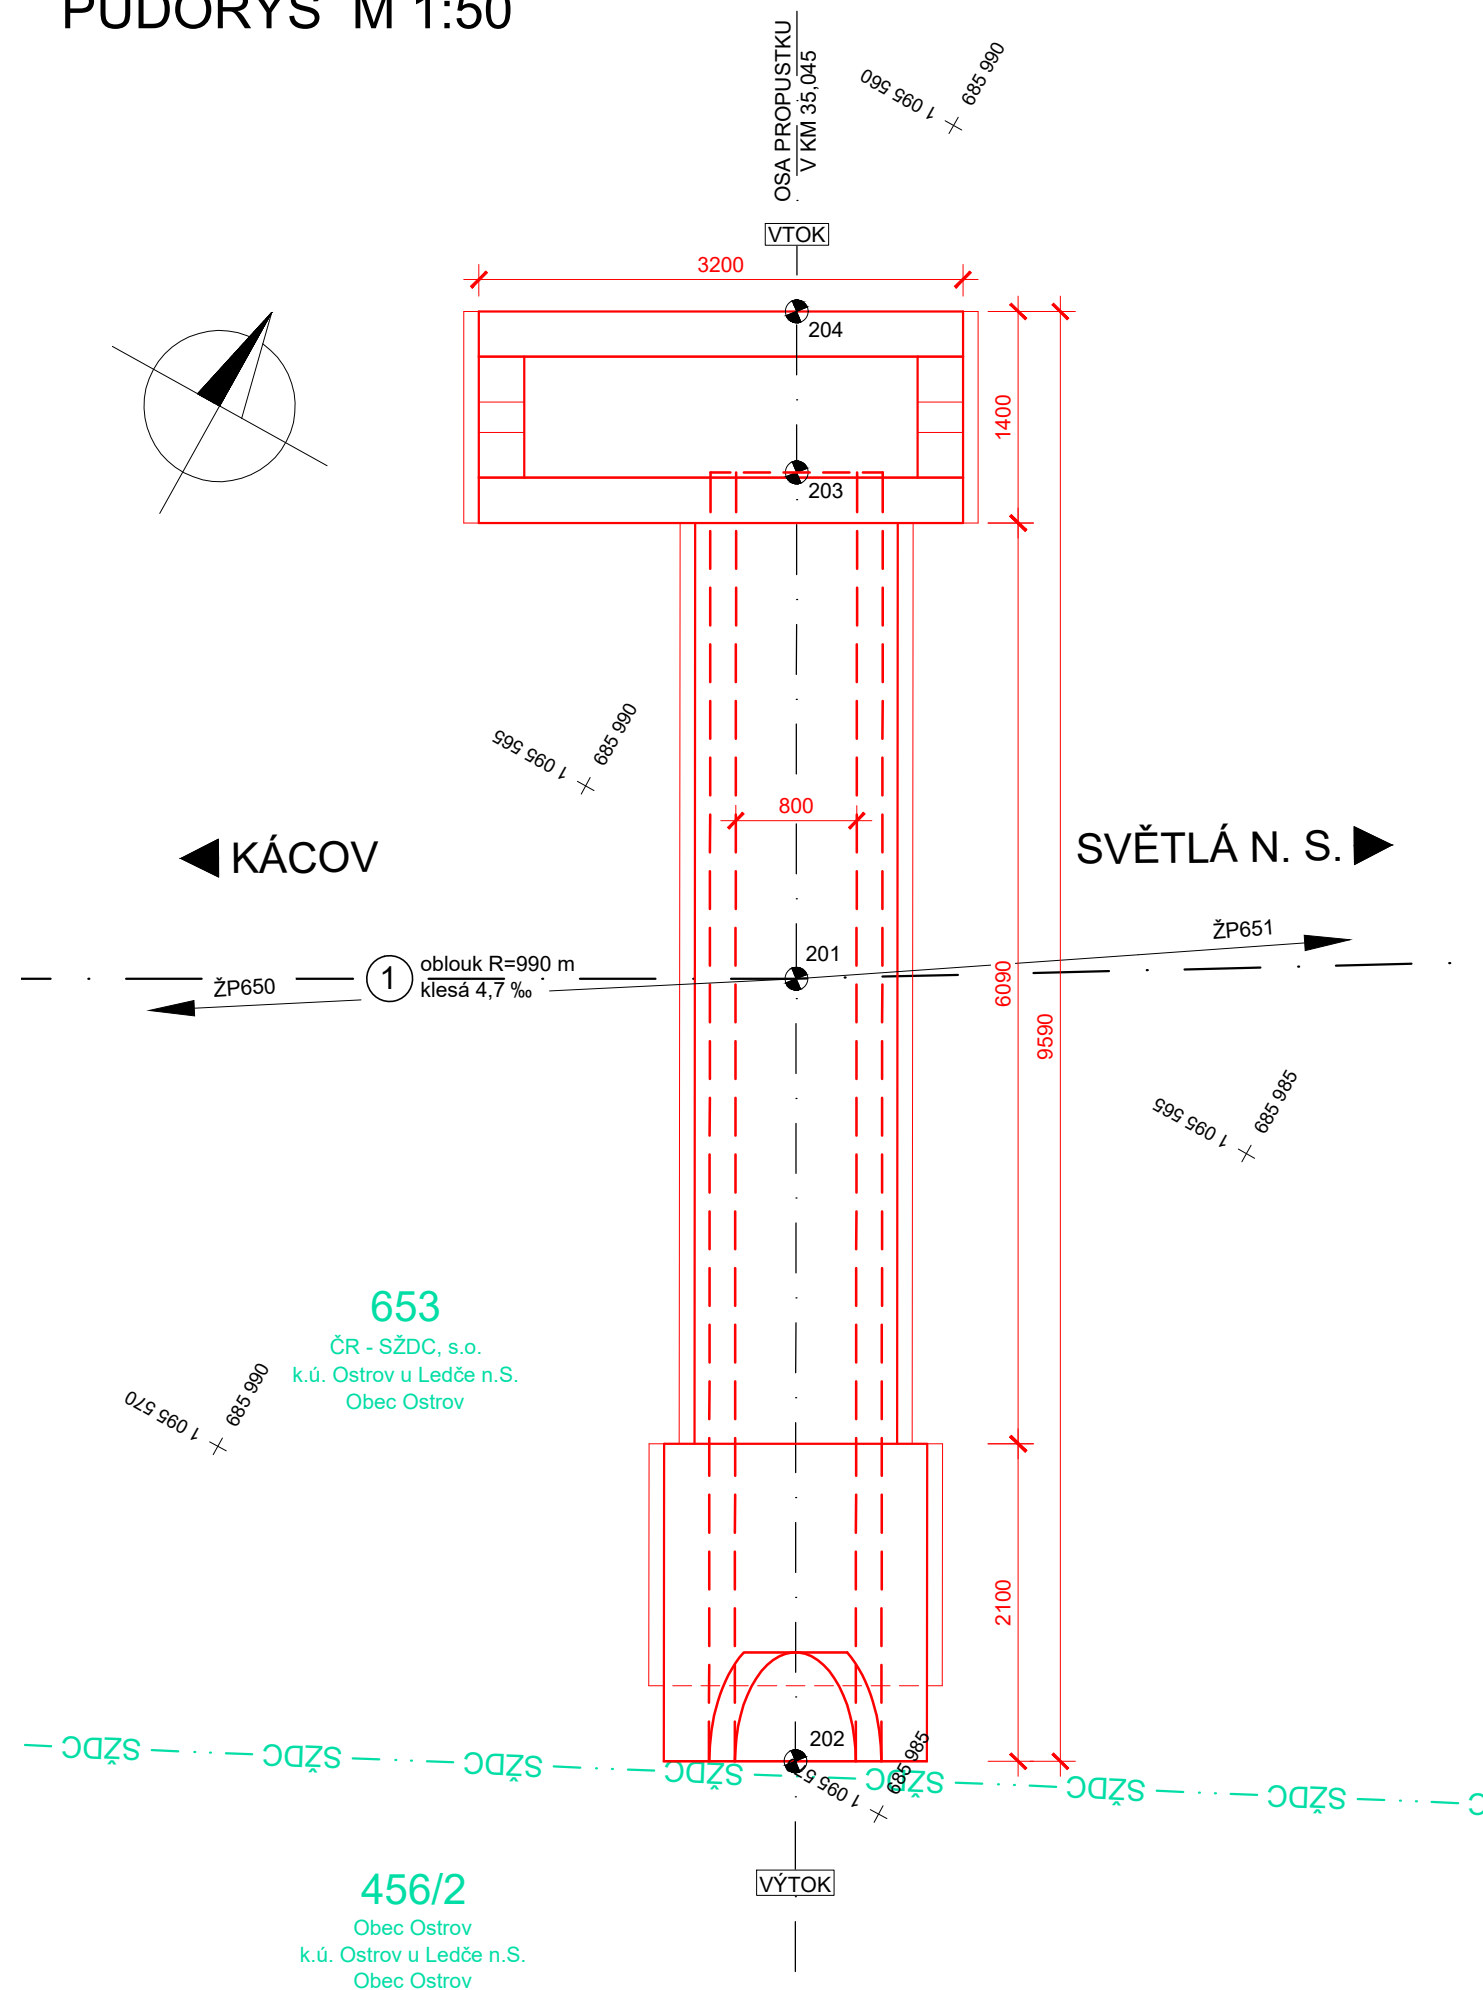 PŮDORYS M 1:50
OSA PROPUSTKU
V KM 35,045
1 095 560
685 990
VTOK
3200
204
1400
203
1 095 565
685 990
800
KÁCOV
SVĚTLÁ N. S.
ŽP651
201
oblouk R=990 m
1
klesá 4,7 ‰
ŽP650
6090
9590
1 095 565
685 985
653
ČR - SŽDC, s.o.
k.ú. Ostrov u Ledče n.S.
Obec Ostrov
1 095 570
685 990
2100
202
685 985
SŽDC
SŽDC
SŽDC
SŽDC
SŽDC
SŽDC
SŽDC
VÝTOK
456/2
Obec Ostrov
k.ú. Ostrov u Ledče n.S.
Obec Ostrov